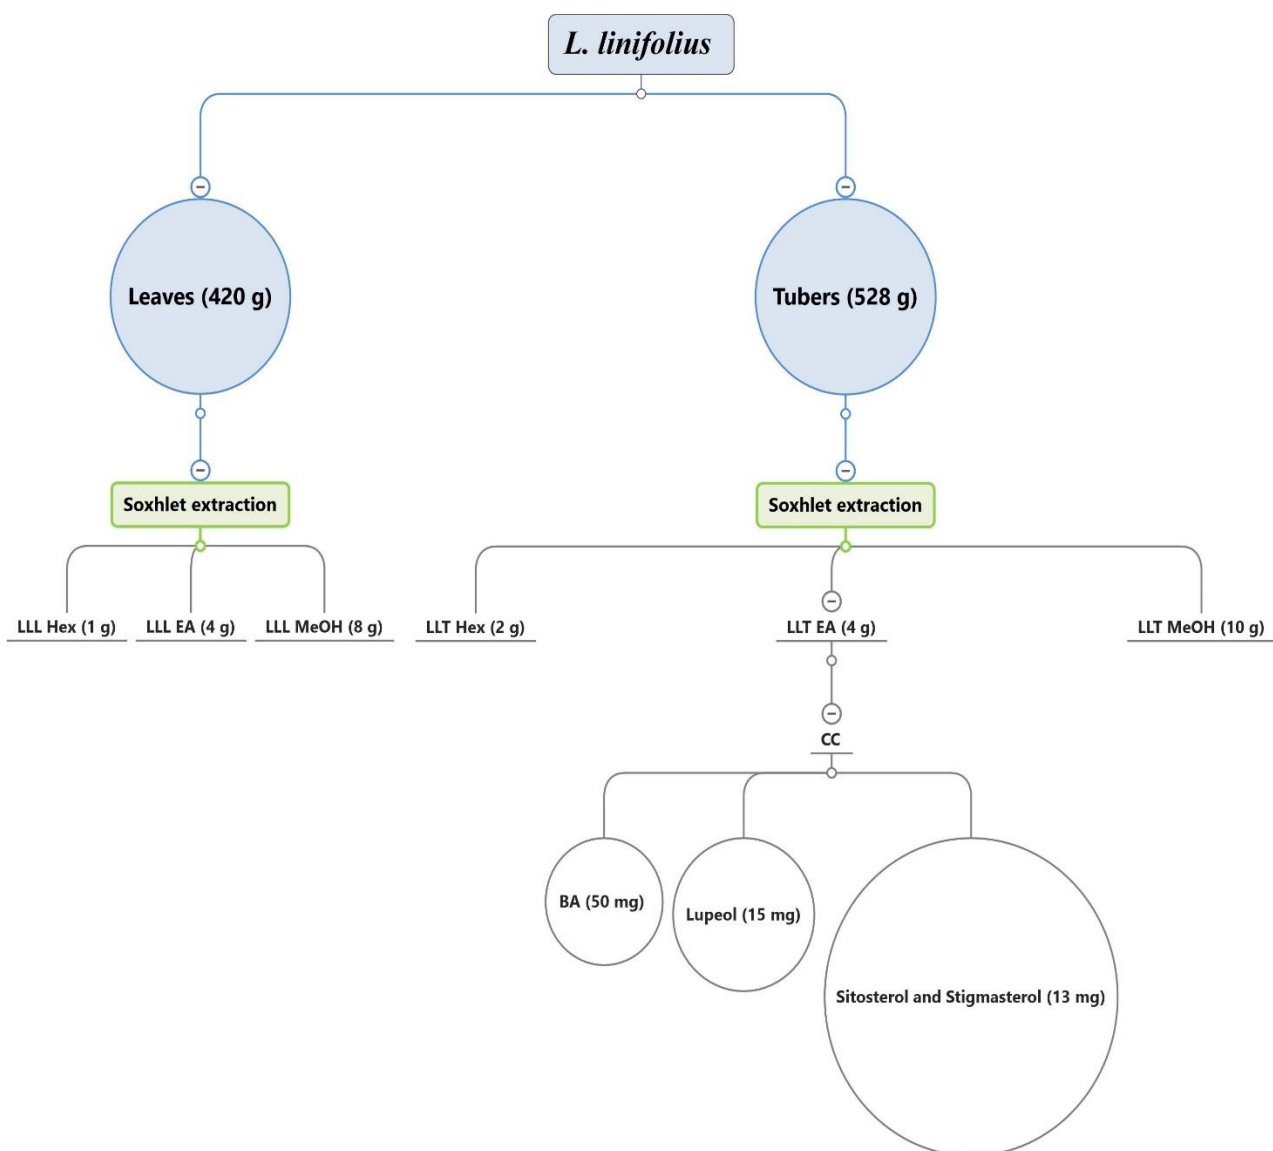 L. linifolius
Leaves (420 g)
Tubers (528 g)
Soxhlet extraction
Soxhlet extraction
LLL Hex (1 g)
LLL EA (4 g)
LLL MeOH (8 g)
LLT Hex (2 g)
LLT EA (4 g)
LLT MeOH (10 g)
CC
BA (50 mg)
Lupeol (15 mg)
Sitosterol and Stigmasterol (13 mg)